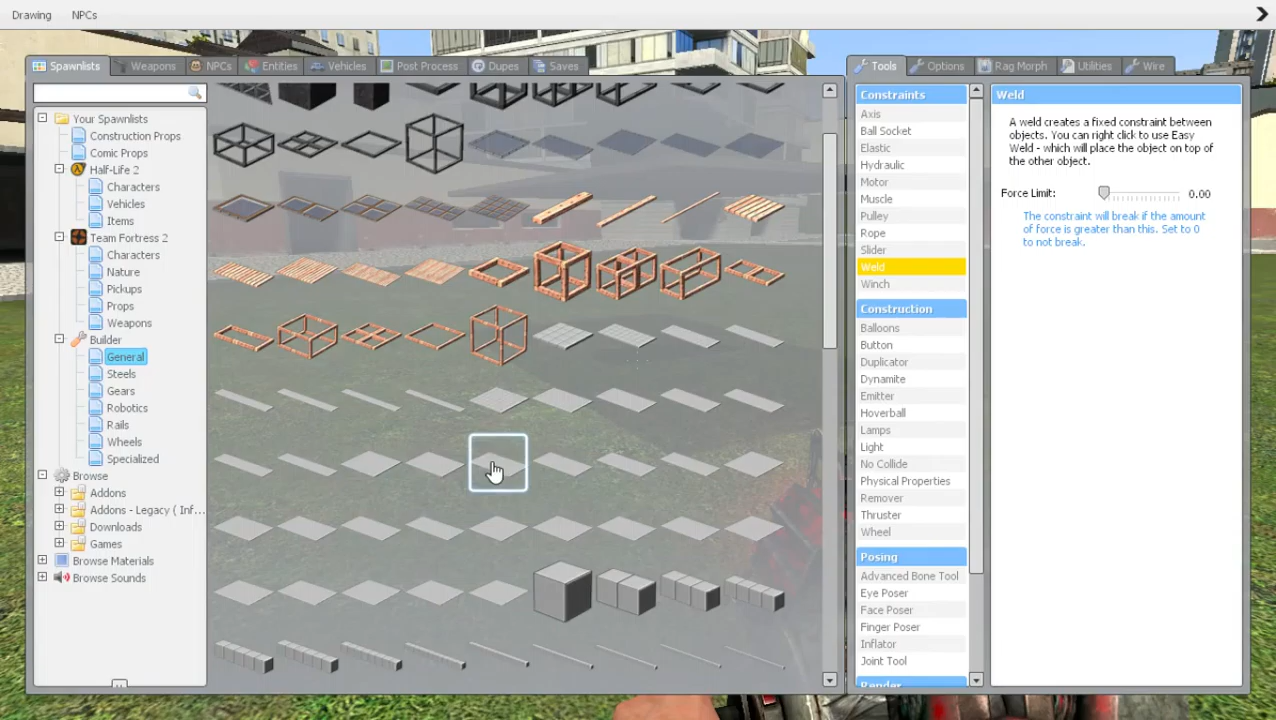 Drawing NPCs
Spawnlists Weapons NPCs Entities Vehicles Post Process Dupes Saves
Your Spawnlists
Construction Props
Comic Props
Half-Life 2
Characters
Vehicles
Items
Team Fortress 2
Characters
Nature
Pickups
Props
Weapons
Builder
General
Steels
Gears
Robotics
Rails
Wheels
Specialized
Browse
Addons
Addons - Legacy ( Inf...
Downloads
Games
Browse Materials
Browse Sounds
Tools Options Rag Morph Utilities Wire
Constraints
Axis
Ball Socket
Elastic
Hydraulic
Motor
Muscle
Pulley
Rope
Slider
Weld
Winch
Construction
Balloons
Button
Duplicator
Dynamite
Emitter
Hoverball
Lamps
Light
No Collide
Physical Properties
Remover
Thruster
Wheel
Posing
Advanced Bone Tool
Eye Poser
Face Poser
Finger Poser
Inflator
Joint Tool
Render
Weld
A weld creates a fixed constraint between
objects. You can right click to use Easy
Weld - which will place the object on top of
the other object.
Force Limit: 0.00
The constraint will break if the amount
of force is greater than this. Set to 0
to not break.